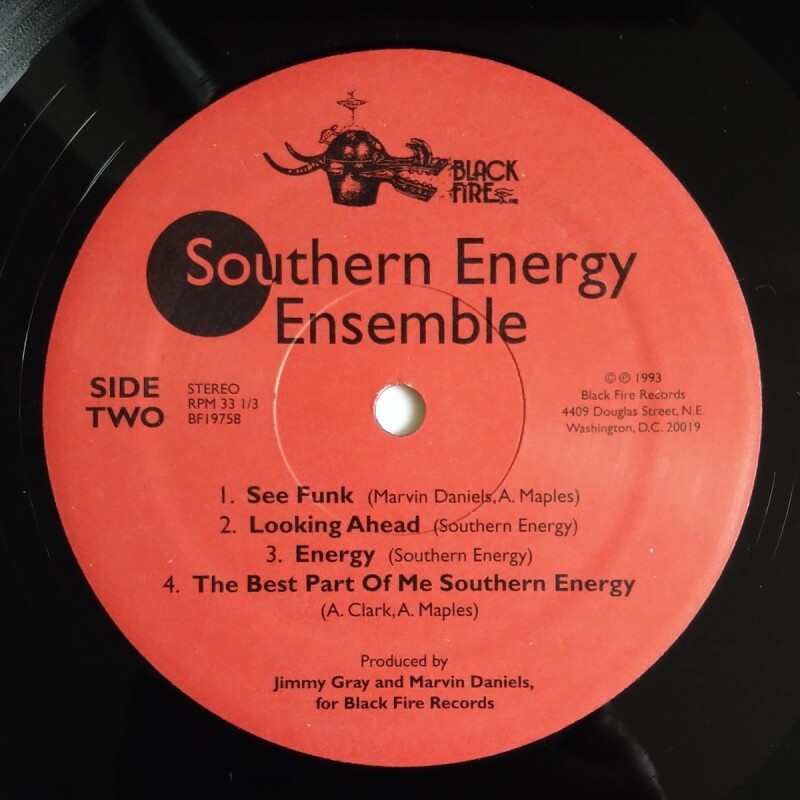 BLACK
FIRE
Southern Energy
Ensemble
SIDE
TWO
STEREO
RPM 33 1/3
BF19758
© ℗ 1993
Black Fire Records
4409 Douglas Street, N.E.
Washington, D.C. 20019
1. See Funk (Marvin Daniels, A. Maples)
2. Looking Ahead (Southern Energy)
3. Energy (Southern Energy)
4. The Best Part Of Me Southern Energy
(A. Clark, A. Maples)
Produced by
Jimmy Gray and Marvin Daniels,
for Black Fire Records